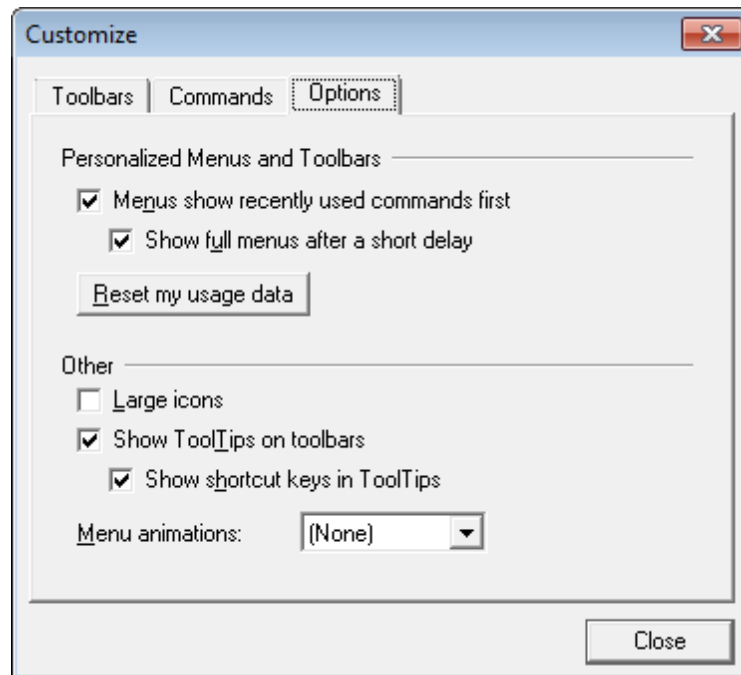 Customize
Toolbars Commands Options
Personalized Menus and Toolbars
Menus show recently used commands first
Show full menus after a short delay
Reset my usage data
Other
Large icons
Show ToolTips on toolbars
Show shortcut keys in ToolTips
Menu animations: (None)
Close